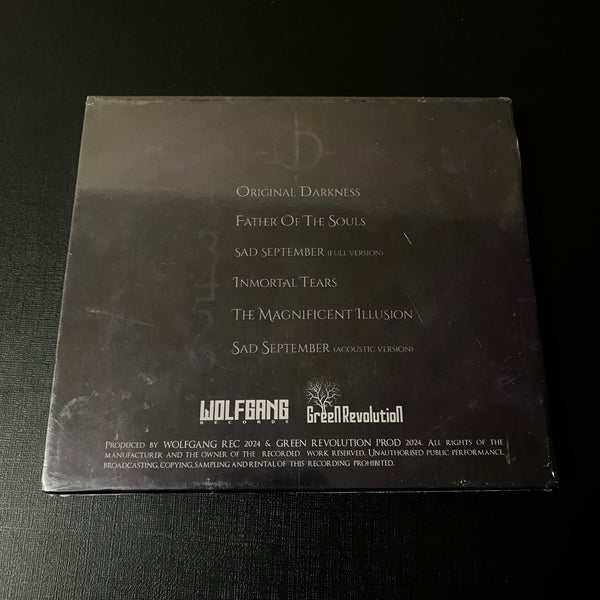 Original Darkness
Father Of The Souls
Sad September (Full Version)
Inmortal Tears
The Magnificent Illusion
Sad September (Acoustic Version)
WOLFGANG
RECORDS
Green Revolution
Produced by WOLFGANG REC 2024 & GREEN REVOLUTION PROD 2024. All rights of the
manufacturer and the owner of the recorded work reserved. Unauthorised public performance,
broadcasting, copying, sampling and rental of this recording prohibited.